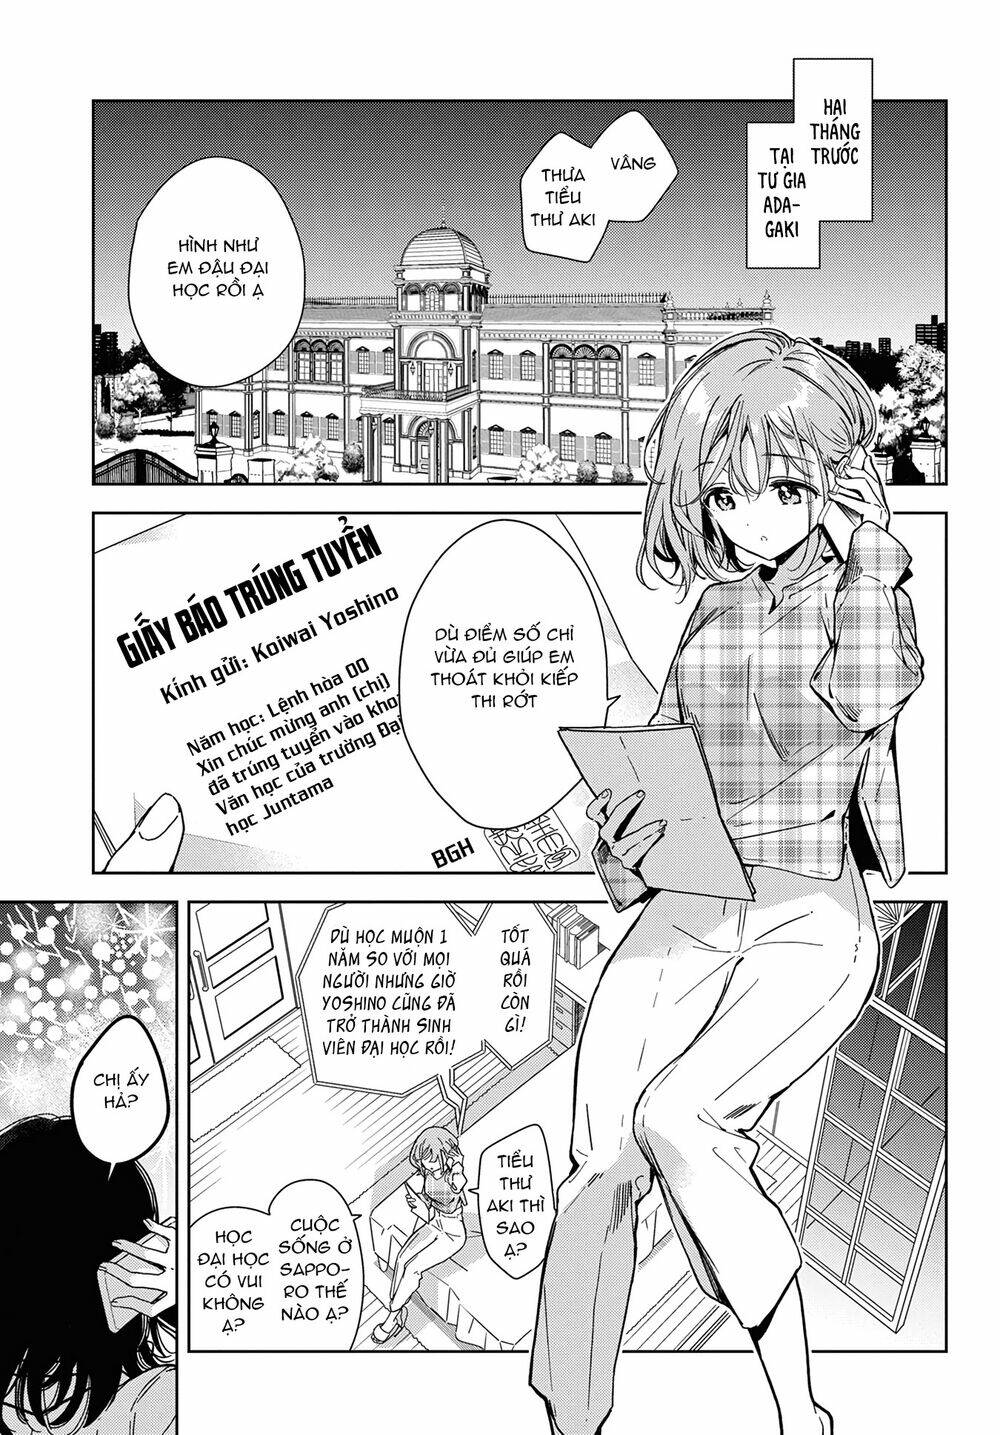 HAI
THÁNG
TRƯỚC
TẠI
TƯ GIA
ADA-
GAKI
VÂNG
THƯA
TIỂU
THƯ AKI
HÌNH NHƯ
EM ĐẬU ĐẠI
HỌC RỒI Ạ
GIẤY BÁO TRÚNG TUYỂN
Kính gửi: Koiwai Yoshino
Năm học: Lệnh hòa 00
Xin chúc mừng anh (chị)
đã trúng tuyển vào kho
Văn học của trường Đại
học Juntama
BGH
DÙ ĐIỂM SỐ CHỈ
VỪA ĐỦ GIÚP EM
THOÁT KHỎI KIẾP
THI RỚT
TỐT
QUÁ RỒI
CÒN
GÌ!
DÙ HỌC MUỘN 1
NĂM SO VỚI MỌI
NGƯỜI NHƯNG GIỜ
YOSHINO CŨNG ĐÃ
TRỞ THÀNH SINH
VIÊN ĐẠI HỌC RỒI!
TIỂU
THƯ
AKI THÌ
SAO
Ạ?
CUỘC
SỐNG Ở
SAPPO-
RO THẾ
NÀO Ạ?
HỌC
ĐẠI HỌC
CÓ VUI
KHÔNG
Ạ?
CHỊ ẤY
HẢ?